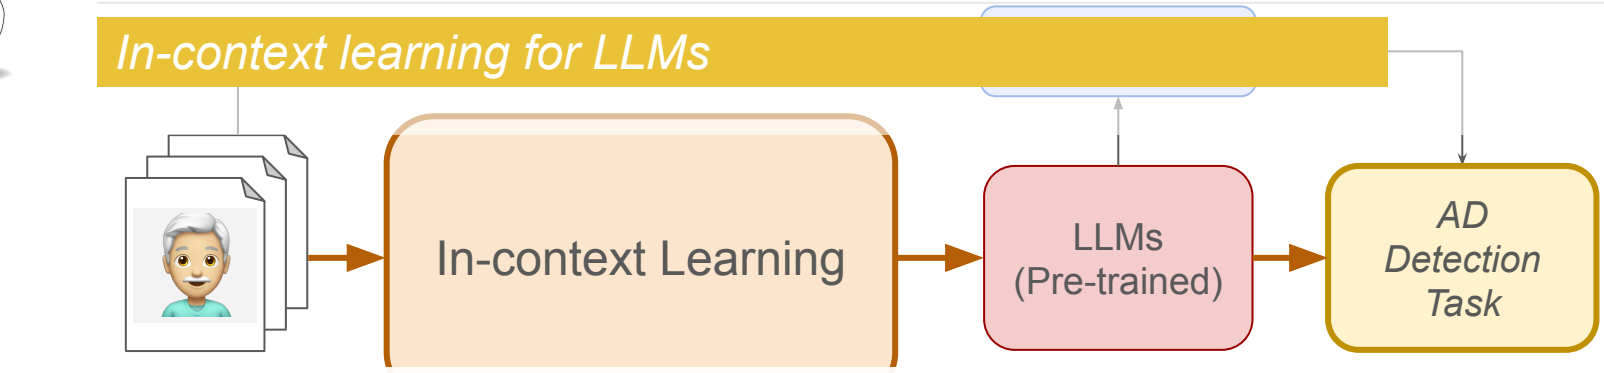 In-context learning for LLMs
In-context Learning
LLMs
(Pre-trained)
AD
Detection
Task